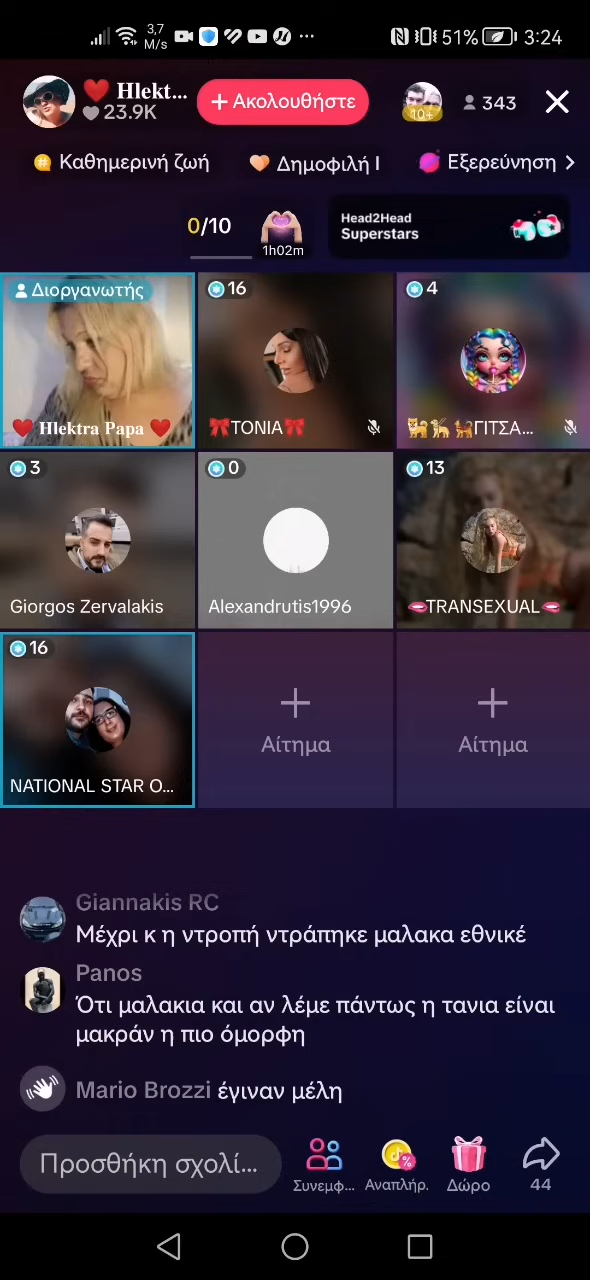 3,7
M/s
51%
3:24
❤️ Hlekt...
23.9K
+ Ακολουθήστε
10+
343
Καθημερινή ζωή
Δημοφιλή l
Εξερεύνηση
0/10
1h02m
Head2Head
Superstars
Διοργανωτής
❤️ Hlektra Papa ❤️
16
🎀TONIA🎀
4
ΓΙΤΣΑ...
3
Giorgos Zervalakis
0
Alexandrutis1996
13
🫦TRANSEXUAL🫦
16
NATIONAL STAR O...
Αίτημα
Αίτημα
Giannakis RC
Μέχρι κ η ντροπή ντράπηκε μαλακα εθνικέ
Panos
Ότι μαλακια και αν λέμε πάντως η τανια είναι
μακράν η πιο όμορφη
Mario Brozzi έγιναν μέλη
Προσθήκη σχολί...
Συνεμφ...
Αναπλήρ.
Δώρο
44